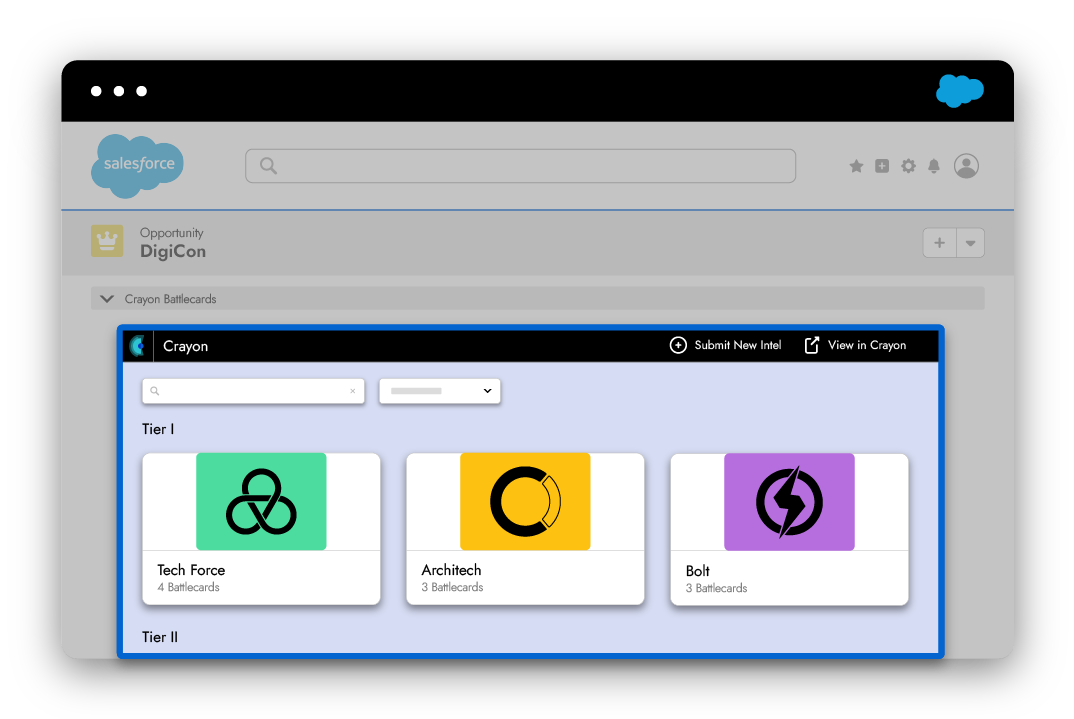 salesforce
Opportunity
DigiCon
Crayon Battlecards
Crayon
Submit New Intel
View in Crayon
Tier I
Tech Force
4 Battlecards
Architech
3 Battlecards
Bolt
3 Battlecards
Tier II